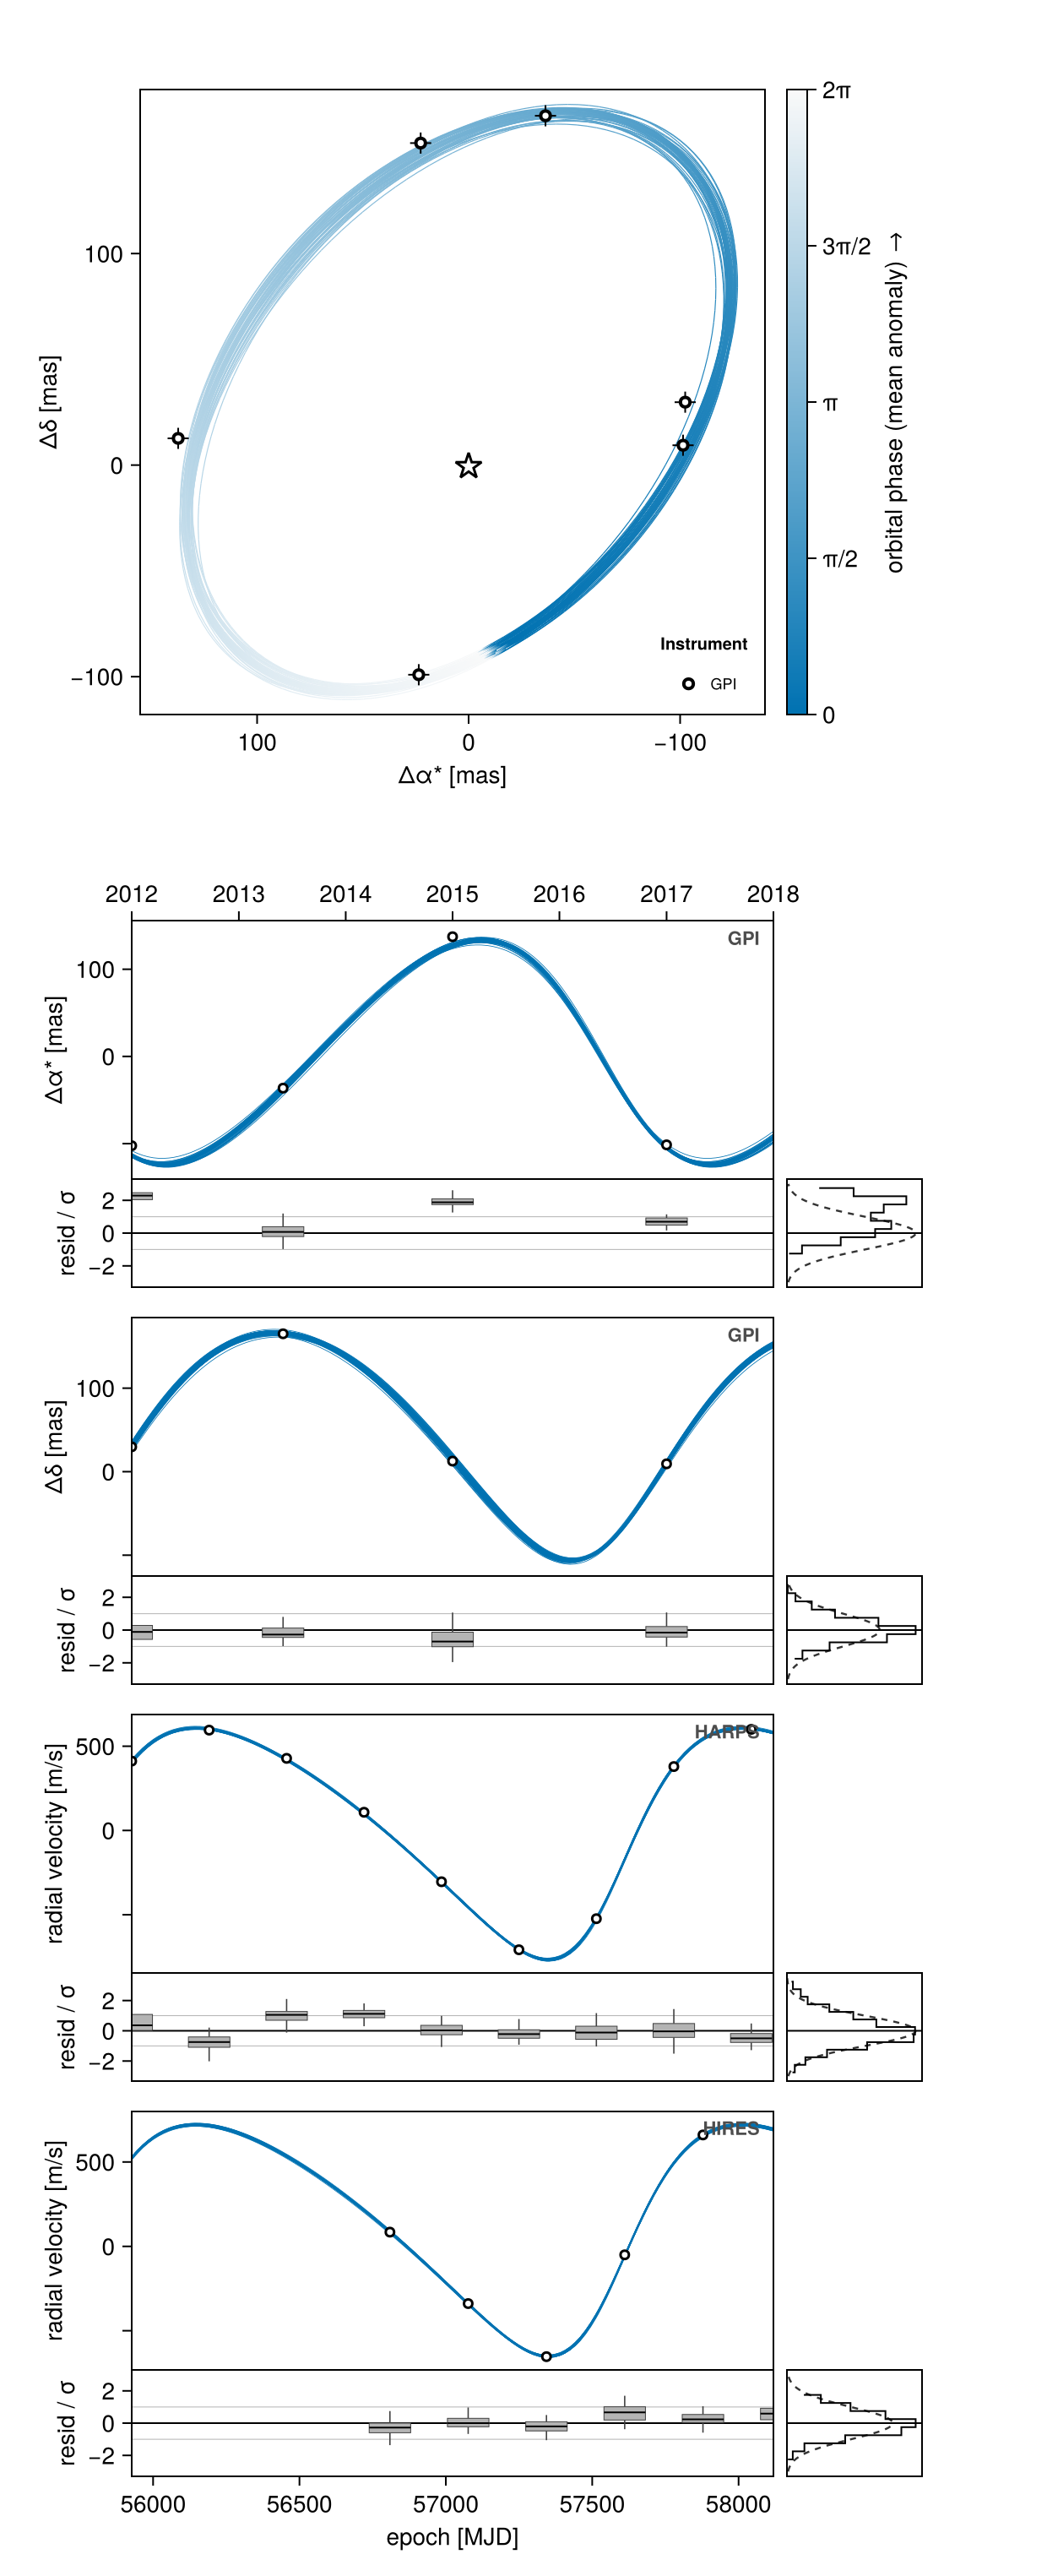 2π
3π/2
π
π/2
0
orbital phase (mean anomaly) →
100
0
−100
Δδ [mas]
Instrument
GPI
100
0
−100
Δα* [mas]
2012 2013 2014 2015 2016 2017 2018
GPI
100
0
Δα* [mas]
2
0
−2
resid / σ
GPI
100
0
Δδ [mas]
2
0
−2
resid / σ
HARPS
500
0
radial velocity [m/s]
2
0
−2
resid / σ
HIRES
500
0
radial velocity [m/s]
2
0
−2
resid / σ
56000 56500 57000 57500 58000
epoch [MJD]